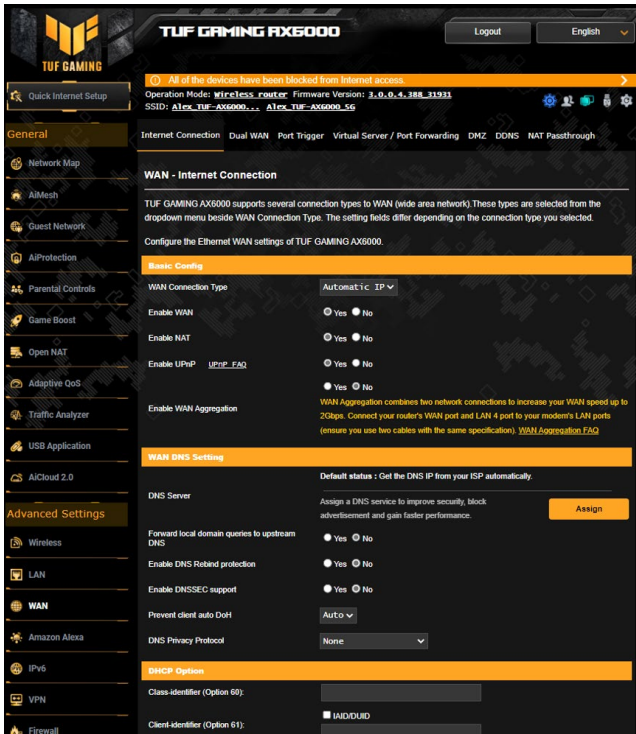 TUF GAMING
TUF GAMING AX6000
Logout
English
All of the devices have been blocked from Internet access.
Quick Internet Setup
Operation Mode: Wireless router Firmware Version: 3.0.0.4.388_31931
SSID: Alex_TUF-AX6000... Alex_TUF-AX6000_5G
General
Network Map
AiMesh
Guest Network
AiProtection
Parental Controls
Game Boost
Open NAT
Adaptive QoS
Traffic Analyzer
USB Application
AiCloud 2.0
Advanced Settings
Wireless
LAN
WAN
Amazon Alexa
IPv6
VPN
Firewall
Internet Connection Dual WAN Port Trigger Virtual Server / Port Forwarding DMZ DDNS NAT Passthrough
WAN - Internet Connection
TUF GAMING AX6000 supports several connection types to WAN (wide area network).These types are selected from the
dropdown menu beside WAN Connection Type. The setting fields differ depending on the connection type you selected.
Configure the Ethernet WAN settings of TUF GAMING AX6000.
Basic Config
WAN Connection Type Automatic IP
Enable WAN Yes No
Enable NAT Yes No
Enable UPnP UPnP FAQ Yes No
Yes No
Enable WAN Aggregation
WAN Aggregation combines two network connections to increase your WAN speed up to
2Gbps. Connect your router's WAN port and LAN 4 port to your modem's LAN ports
(ensure you use two cables with the same specification). WAN Aggregation FAQ
WAN DNS Setting
DNS Server
Default status : Get the DNS IP from your ISP automatically.
Assign a DNS service to improve security, block
advertisement and gain faster performance.
Assign
Forward local domain queries to upstream
DNS
Yes No
Enable DNS Rebind protection Yes No
Enable DNSSEC support Yes No
Prevent client auto DoH Auto
DNS Privacy Protocol None
DHCP Option
Class-identifier (Option 60):
IAID/DUID
Client-identifier (Option 61):